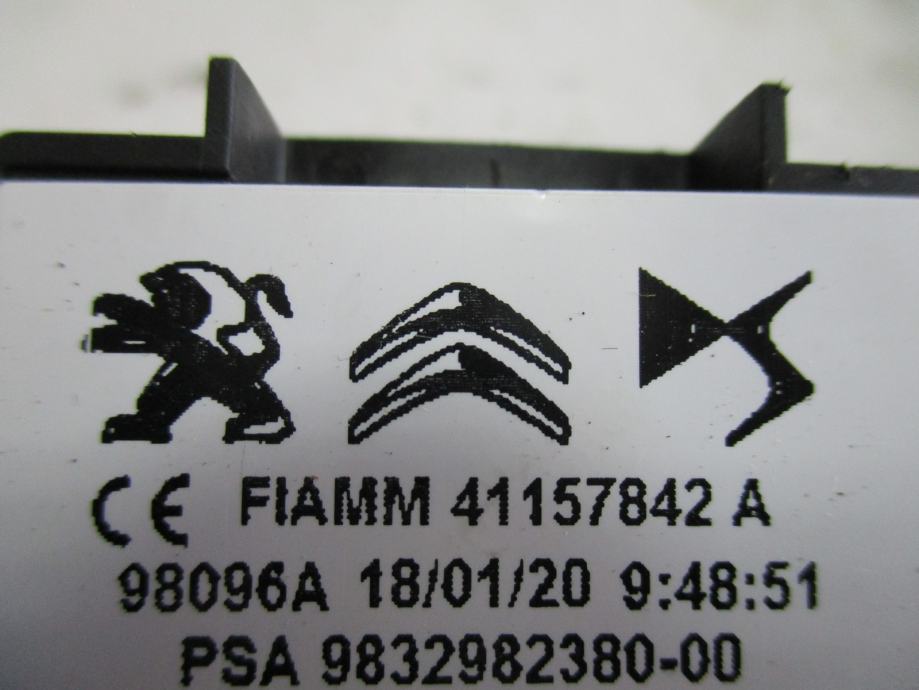 CE FIAMM 41157842 A
98096A 18/01/20 9:48:51
PSA 9832982380-00